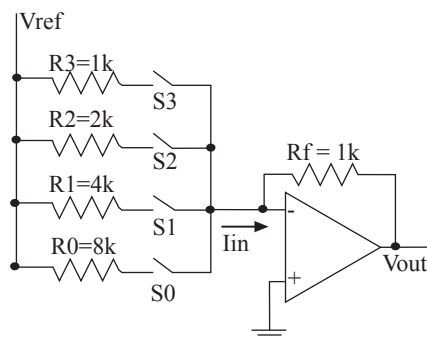 Vref
R3=1k
S3
R2=2k
S2
Rf = 1k
R1=4k
S1
-
Iin
R0=8k
S0
+
Vout